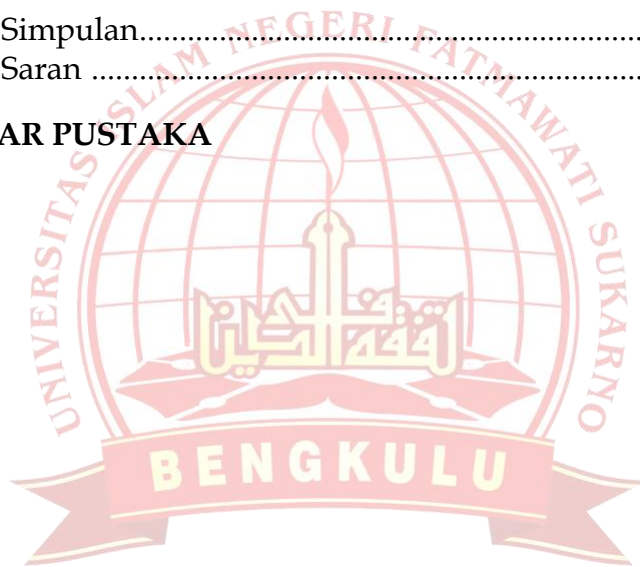 Simpulan..................................................................
Saran ........................................................................
AR PUSTAKA
UNIVERSITAS ISLAM NEGERI FATMAWATI SUKARNO
BENGKULU